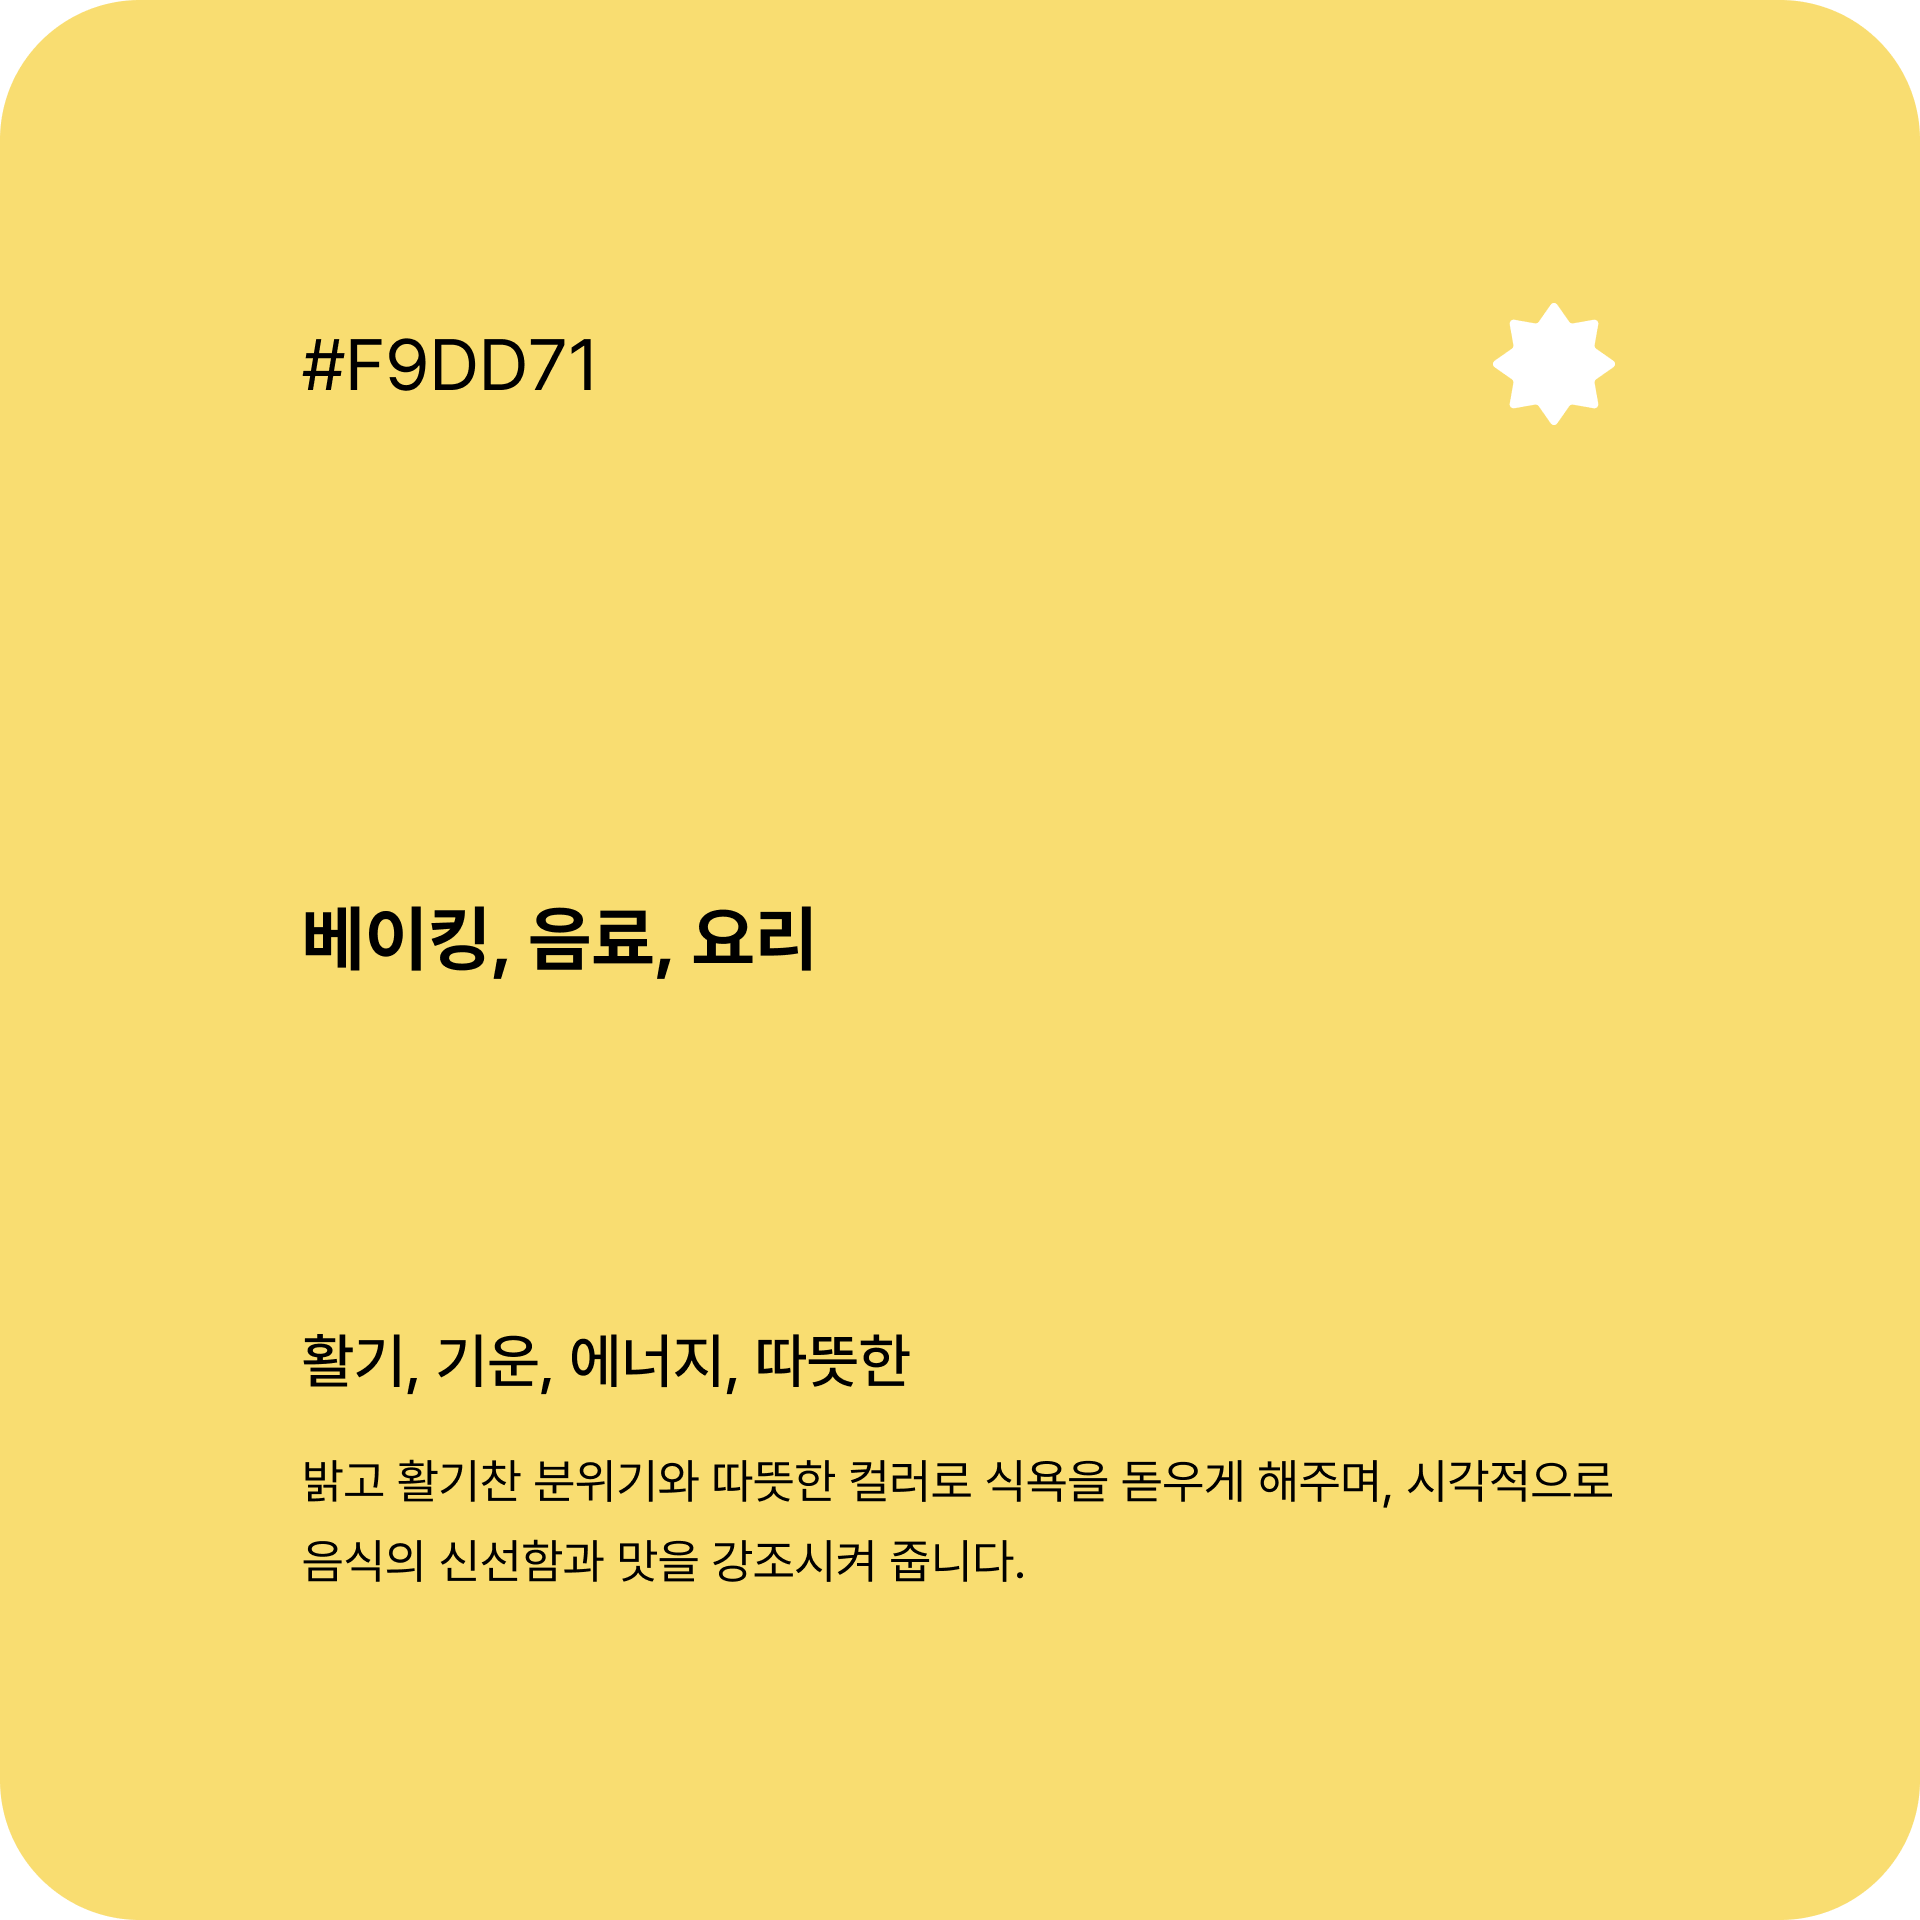 #F9DD71
베이킹, 음료, 요리
활기, 기운, 에너지, 따뜻한
밝고 활기찬 분위기와 따뜻한 컬러로 식욕을 돋우게 해주며, 시각적으로
음식의 신선함과 맛을 강조시켜 줍니다.